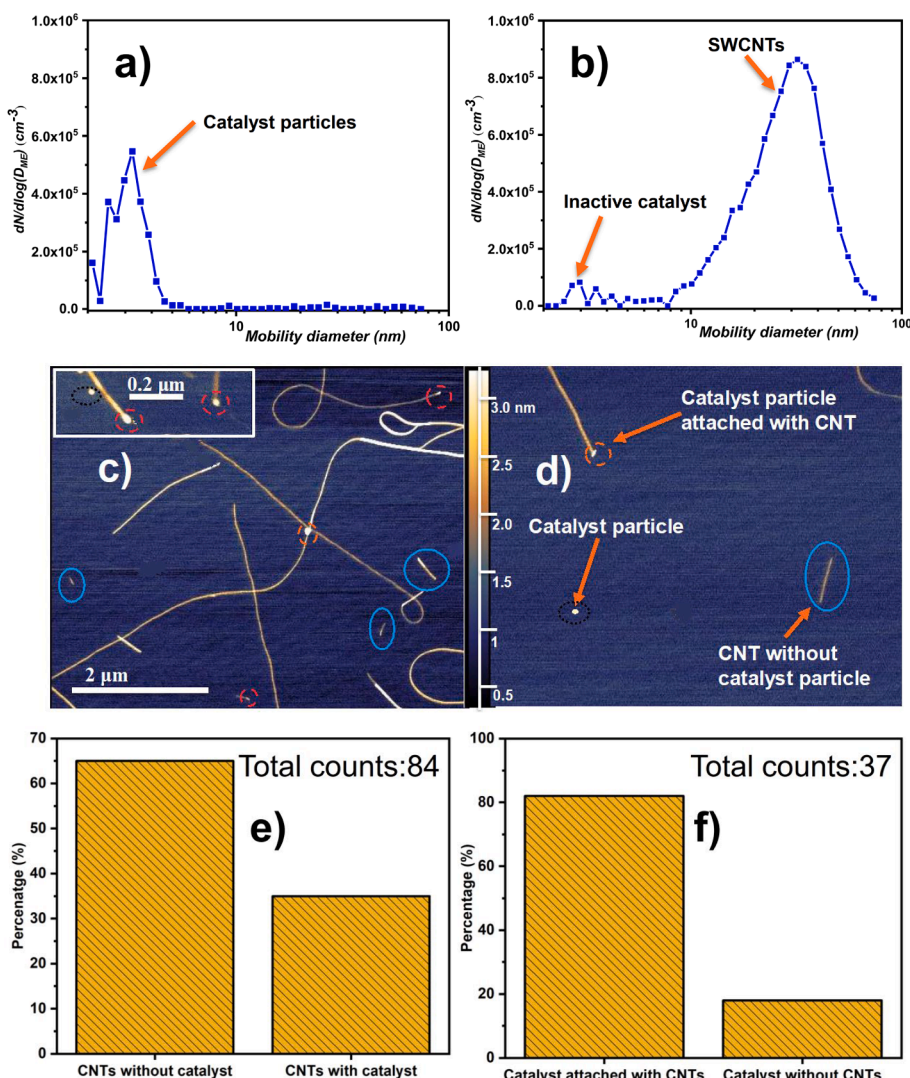 1.0x10⁶
8.0x10⁵
6.0x10⁵
4.0x10⁵
2.0x10⁵
0.0
dN/dlog(D_ME) (cm⁻³)
a)
Catalyst particles
10
100
Mobility diameter (nm)
1.0x10⁶
8.0x10⁵
6.0x10⁵
4.0x10⁵
2.0x10⁵
0.0
dN/dlog(D_ME) (cm⁻³)
b)
SWCNTs
Inactive catalyst
10
100
Mobility diameter (nm)
0.2 μm
c)
2 μm
3.0 nm
2.5
2.0
1.5
1
0.5
d)
Catalyst particle
attached with CNT
Catalyst particle
CNT without
catalyst particle
70
60
50
40
30
20
10
0
Percenatge (%)
Total counts:84
e)
CNTs without catalyst
CNTs with catalyst
100
80
60
40
20
0
Percentage (%)
Total counts:37
f)
Catalyst attached with CNTs
Catalyst without CNTs